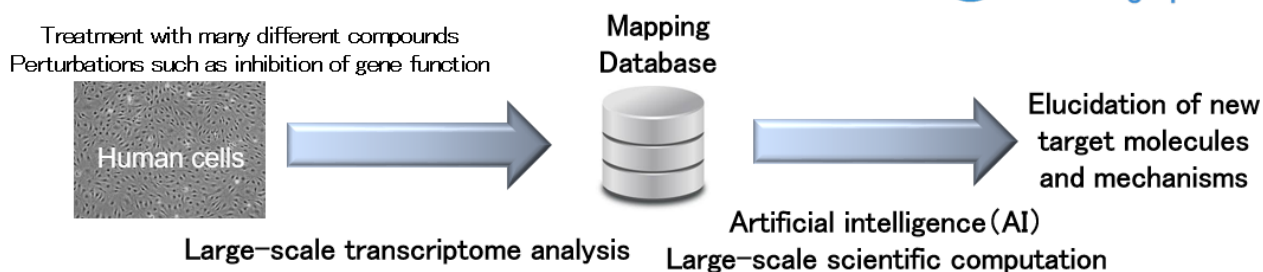 Treatment with many different compounds
Perturbations such as inhibition of gene function
Human cells
Large-scale transcriptome analysis
Mapping
Database
Artificial intelligence(AI)
Large-scale scientific computation
Elucidation of new
target molecules
and mechanisms